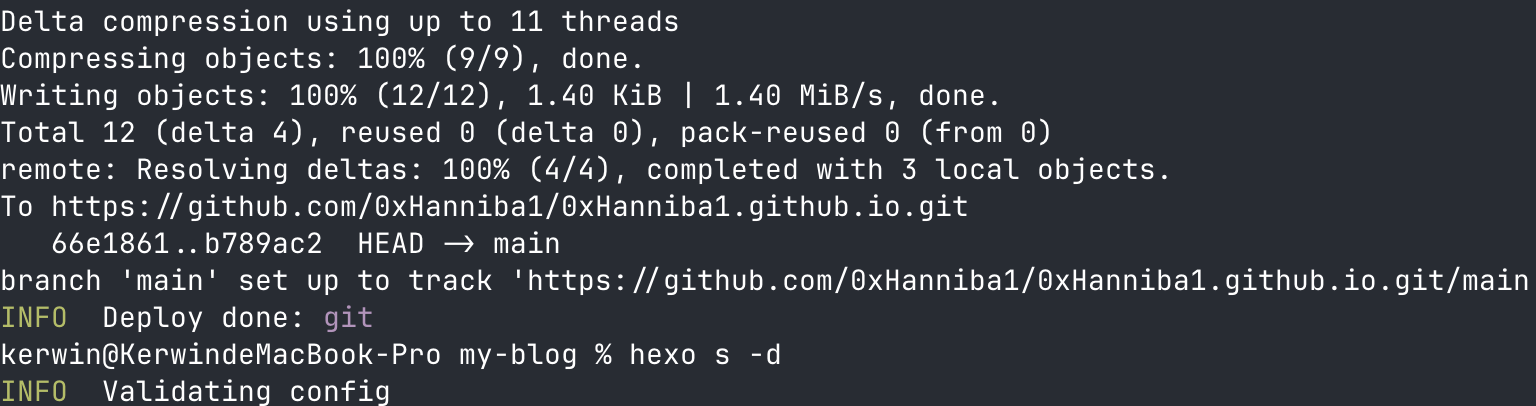 Delta compression using up to 11 threads
Compressing objects: 100% (9/9), done.
Writing objects: 100% (12/12), 1.40 KiB | 1.40 MiB/s, done.
Total 12 (delta 4), reused 0 (delta 0), pack-reused 0 (from 0)
remote: Resolving deltas: 100% (4/4), completed with 3 local objects.
To https://github.com/0xHanniba1/0xHanniba1.github.io.git
   66e1861..b789ac2  HEAD -> main
branch 'main' set up to track 'https://github.com/0xHanniba1/0xHanniba1.github.io.git/main
INFO  Deploy done: git
kerwin@KerwindeMacBook-Pro my-blog % hexo s -d
INFO  Validating config